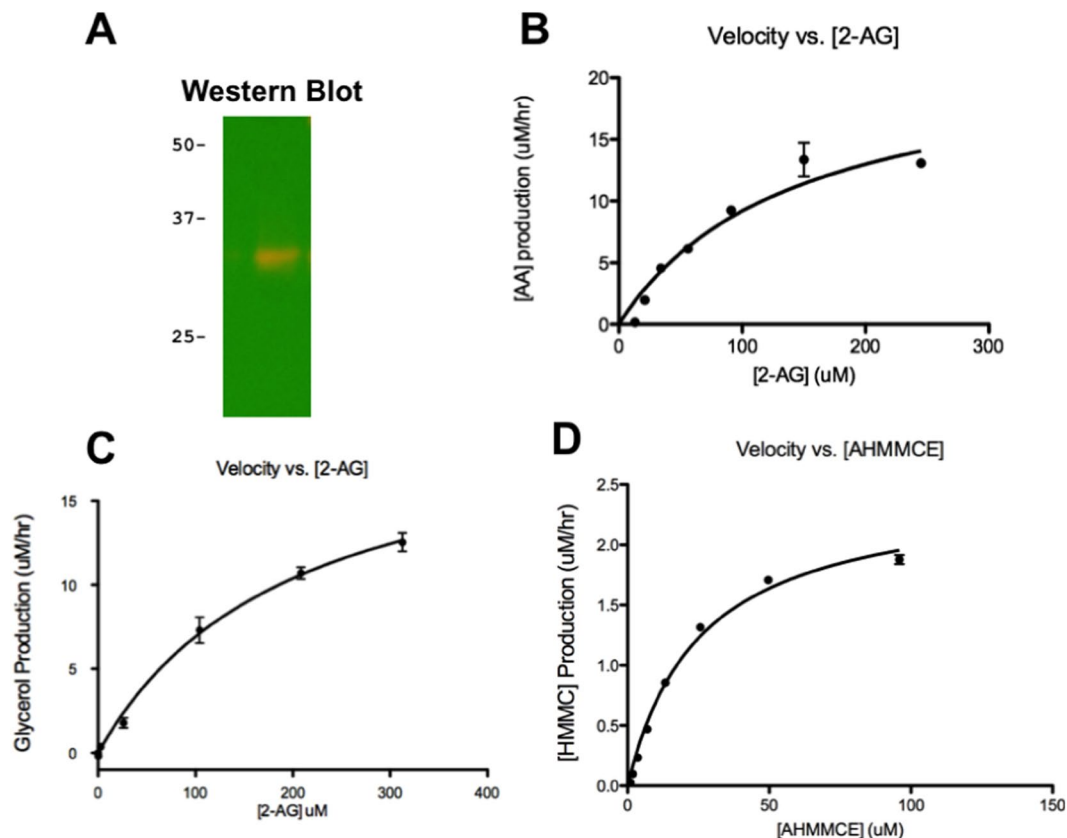 A
Western Blot
50-
37-
25-
B
Velocity vs. [2-AG]
[AA] production (uM/hr)
20
15
10
5
0
0 100 200 300
[2-AG] (uM)
C
Velocity vs. [2-AG]
Glycerol Production (uM/hr)
15
10
5
0
0 100 200 300 400
[2-AG] uM
D
Velocity vs. [AHMMCE]
[HMMC] Production (uM/hr)
2.5
2.0
1.5
1.0
0.5
0.0
0 50 100 150
[AHMMCE] (uM)